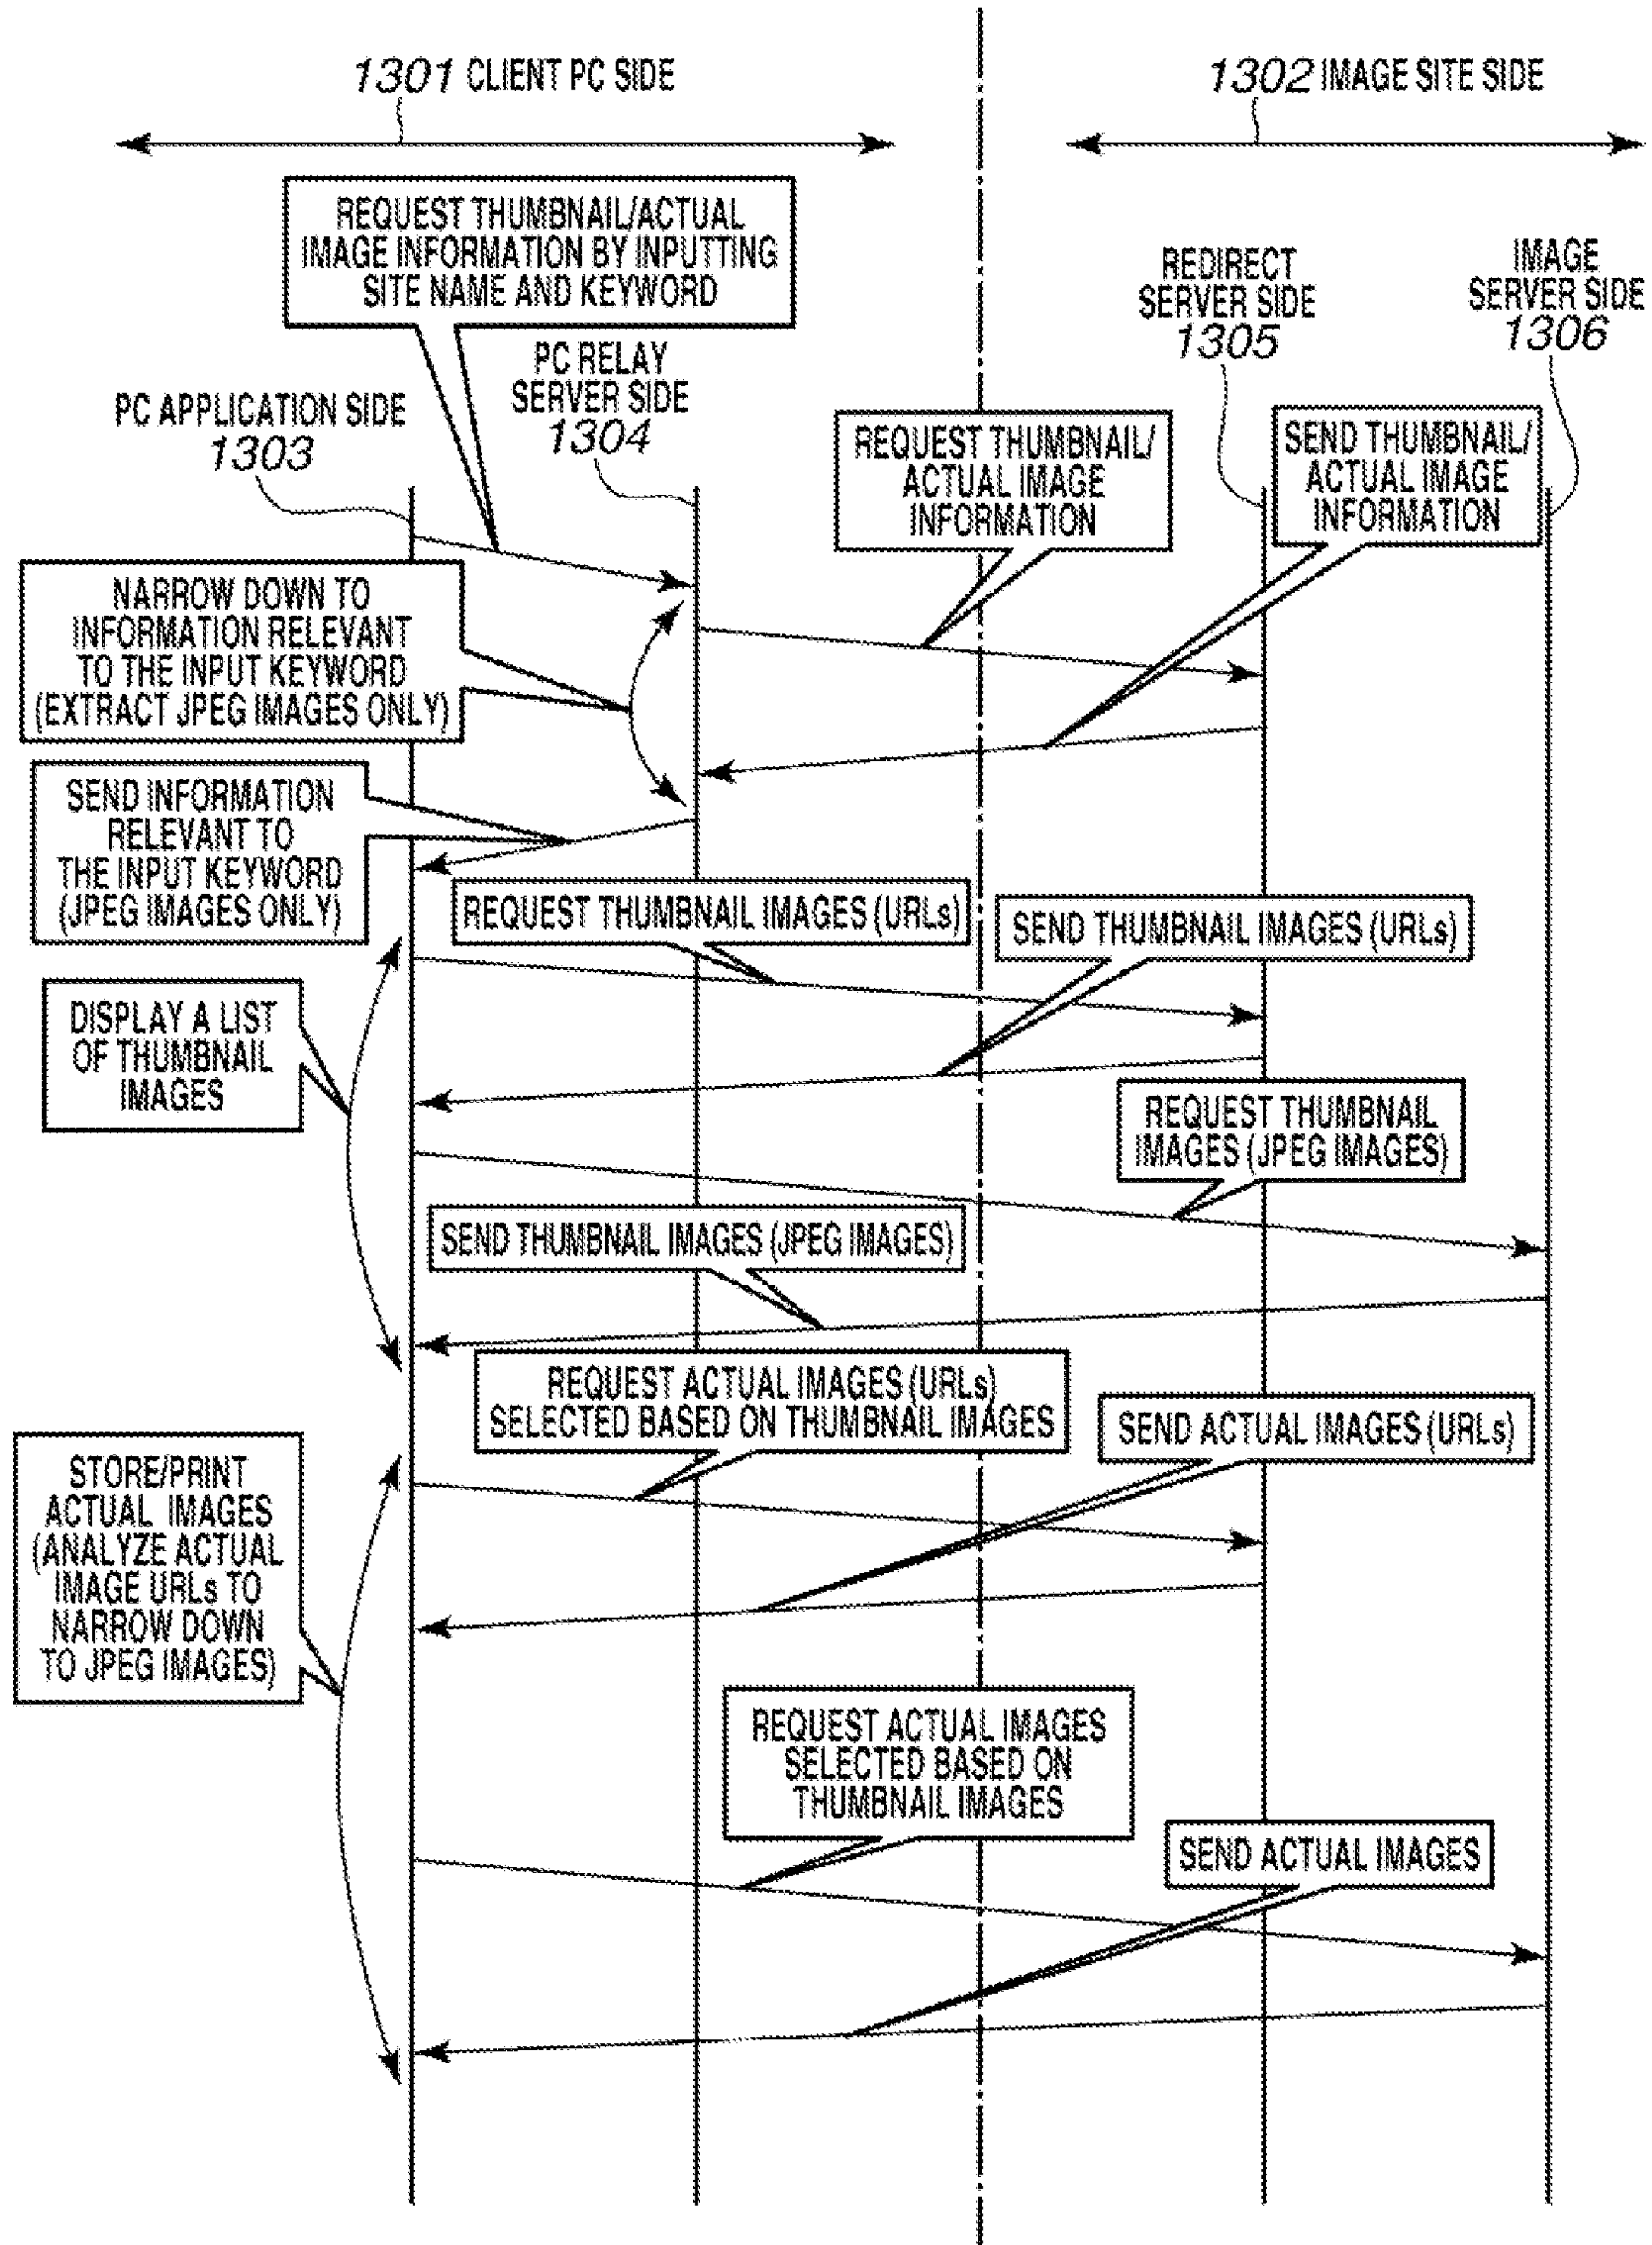 1301 CLIENT PC SIDE
1302 IMAGE SITE SIDE
REQUEST THUMBNAIL/ACTUAL
IMAGE INFORMATION BY INPUTTING
SITE NAME AND KEYWORD
REDIRECT
SERVER SIDE
1305
IMAGE
SERVER SIDE
1306
PC RELAY
SERVER SIDE
1304
PC APPLICATION SIDE
1303
REQUEST THUMBNAIL/
ACTUAL IMAGE
INFORMATION
SEND THUMBNAIL/
ACTUAL IMAGE
INFORMATION
NARROW DOWN TO
INFORMATION RELEVANT
TO THE INPUT KEYWORD
(EXTRACT JPEG IMAGES ONLY)
SEND INFORMATION
RELEVANT TO
THE INPUT KEYWORD
(JPEG IMAGES ONLY)
REQUEST THUMBNAIL IMAGES (URLs)
SEND THUMBNAIL IMAGES (URLs)
DISPLAY A LIST
OF THUMBNAIL
IMAGES
REQUEST THUMBNAIL
IMAGES (JPEG IMAGES)
SEND THUMBNAIL IMAGES (JPEG IMAGES)
REQUEST ACTUAL IMAGES (URLs)
SELECTED BASED ON THUMBNAIL IMAGES
SEND ACTUAL IMAGES (URLs)
STORE/PRINT
ACTUAL IMAGES
(ANALYZE ACTUAL
IMAGE URLs TO
NARROW DOWN
TO JPEG IMAGES)
REQUEST ACTUAL IMAGES
SELECTED BASED ON
THUMBNAIL IMAGES
SEND ACTUAL IMAGES